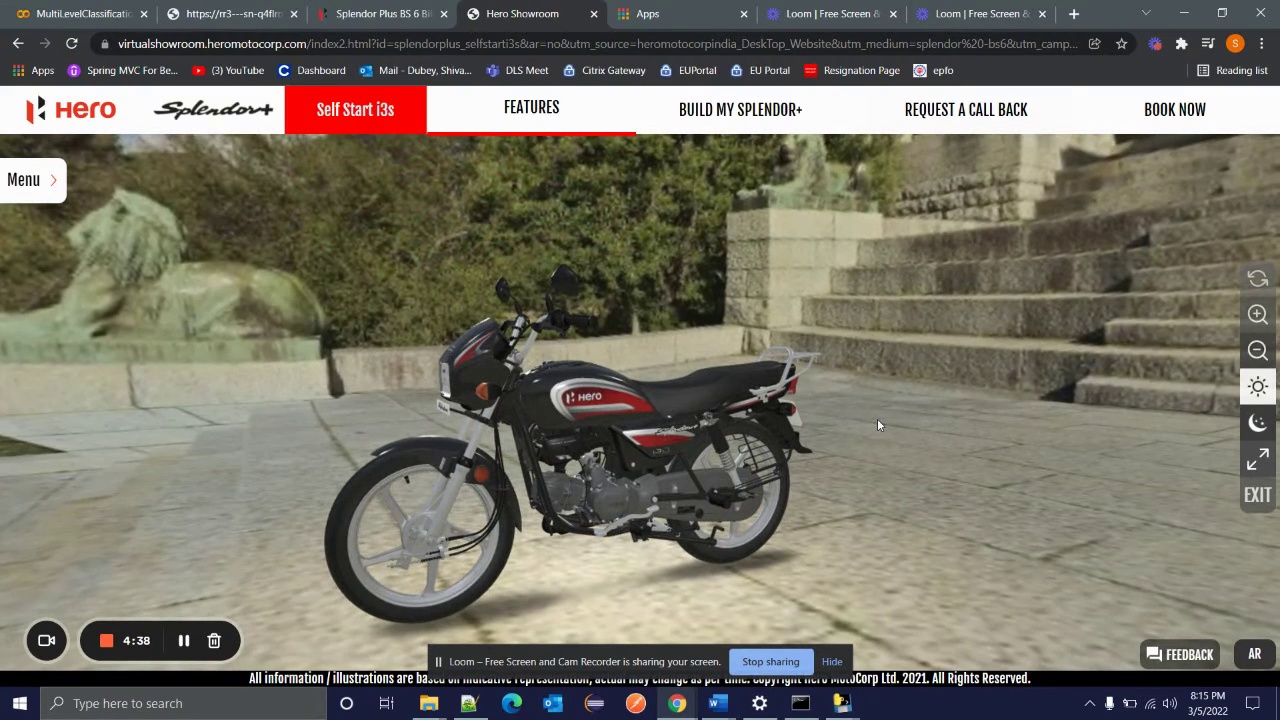 MultiLevelClassificatio
https://rr3---sn-q4flrn
Splendor Plus BS 6 Bi
Hero Showroom
Apps
Loom | Free Screen &
Loom | Free Screen &
virtualshowroom.heromotocorp.com/index2.html?id=splendorplus_selfstarti3s&at=no&utm_source=heromotocorpindia_DeskTop_Website&utm_medium=splendor%20-bs6&utm_camp...
S
Apps
Spring MVC For Be...
(3) YouTube
Dashboard
Mail - Dubey, Shiva...
DLS Meet
Citrix Gateway
EUPortal
EU Portal
Resignation Page
epfo
Reading list
Hero
Splendor+
Self Start i3s
FEATURES
BUILD MY SPLENDOR+
REQUEST A CALL BACK
BOOK NOW
Menu
Hero
Splendor+
EXIT
4:38
Loom – Free Screen and Cam Recorder is sharing your screen.
Stop sharing
Hide
FEEDBACK
AR
All information / illustrations are based on indicative representation, actual may change as per time. Copyright Hero MotoCorp Ltd. 2021. All Rights Reserved.
Type here to search
8:15 PM
3/5/2022